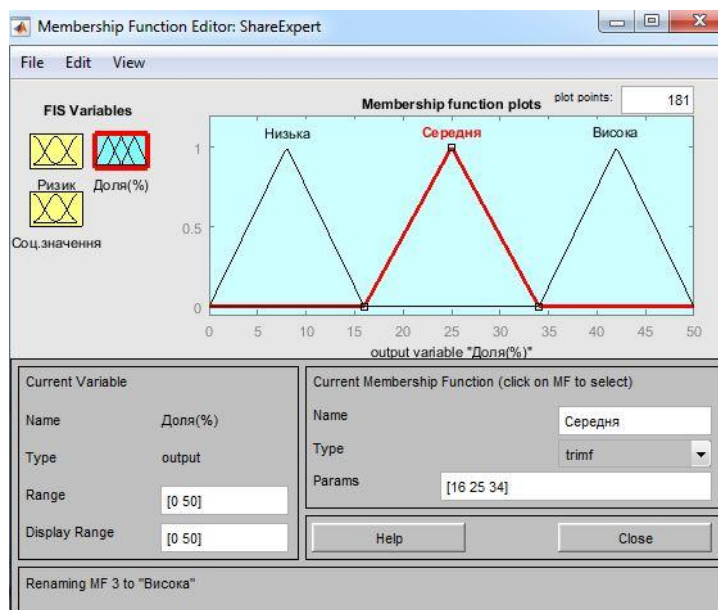 Membership Function Editor: ShareExpert
File Edit View
FIS Variables
Ризик Доля(%)
Соц.значення
Membership function plots
plot points: 181
Низька Середня Висока
1
0.5
0
0 5 10 15 20 25 30 35 40 45 50
output variable "Доля(%)"
Current Variable
Name Доля(%)
Type output
Range [0 50]
Display Range [0 50]
Current Membership Function (click on MF to select)
Name Середня
Type trimf
Params [16 25 34]
Help Close
Renaming MF 3 to "Висока"